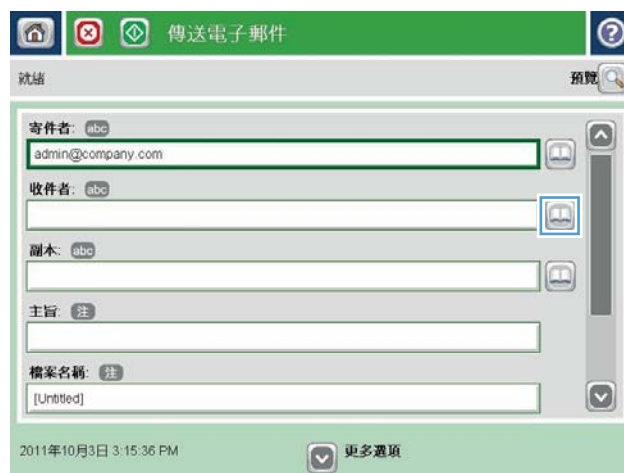 傳送電子郵件
就緒
預覽
寄件者: abc
admin@company.com
收件者: abc
副本: abc
主旨: 注
檔案名稱: 注
[Untitled]
2011年10月3日 3:15:36 PM
更多選項